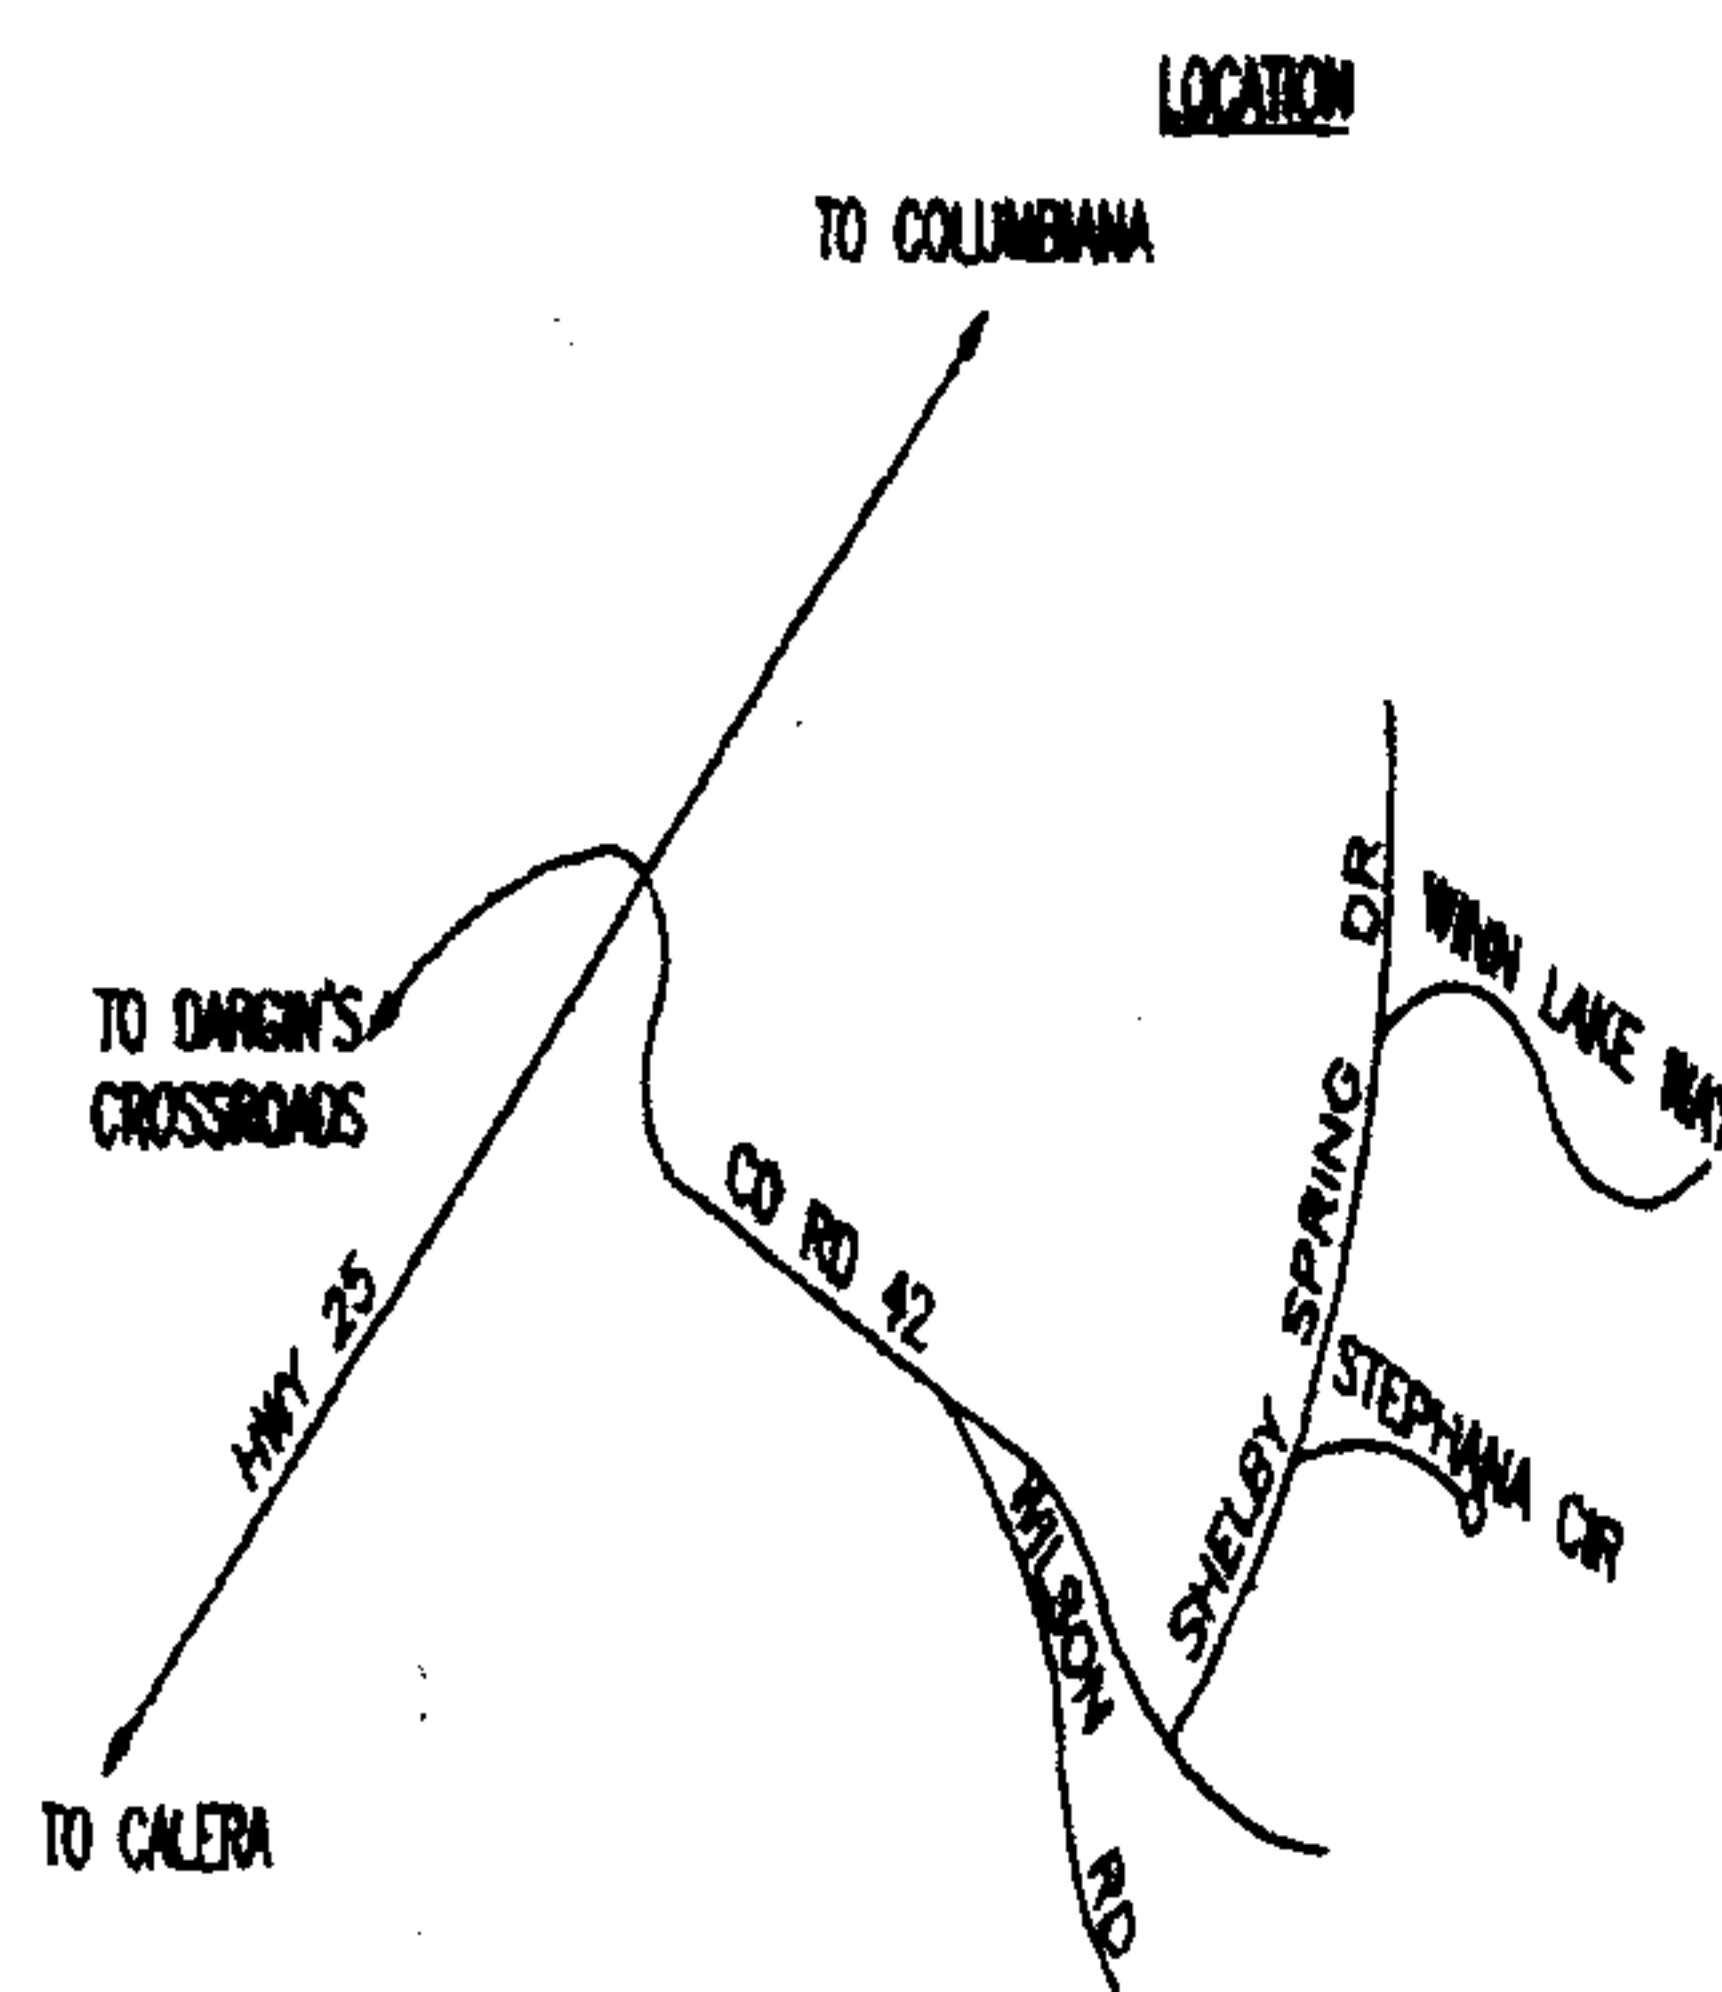 LOCATION
TO COLUMBIANA
DR
LAKE
TO DARGIN'S
CROSSROADS
SPRING
CO RD 42
HWY 25
STEPHANA CIR
SHELBY
WILSON
TO CALERA
RD